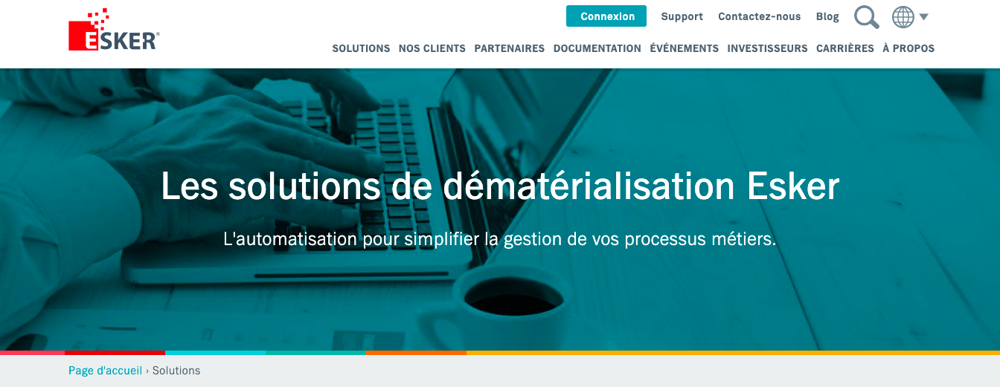 ESKER®
Connexion Support Contactez-nous Blog
SOLUTIONS NOS CLIENTS PARTENAIRES DOCUMENTATION ÉVÉNEMENTS INVESTISSEURS CARRIÈRES À PROPOS
Les solutions de dématérialisation Esker
L'automatisation pour simplifier la gestion de vos processus métiers.
Page d'accueil › Solutions